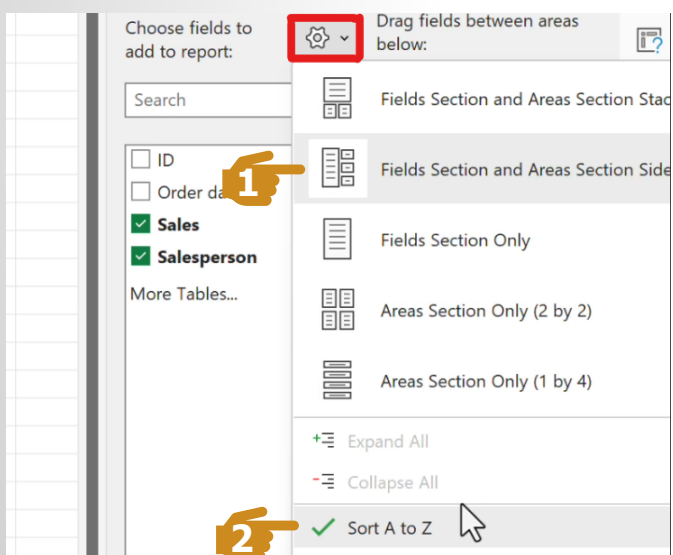 Choose fields to
add to report:
Drag fields between areas
below:
Search
ID
Order da
Sales
Salesperson
More Tables...
1
Fields Section and Areas Section Stac
Fields Section and Areas Section Side
Fields Section Only
Areas Section Only (2 by 2)
Areas Section Only (1 by 4)
Expand All
Collapse All
2
Sort A to Z